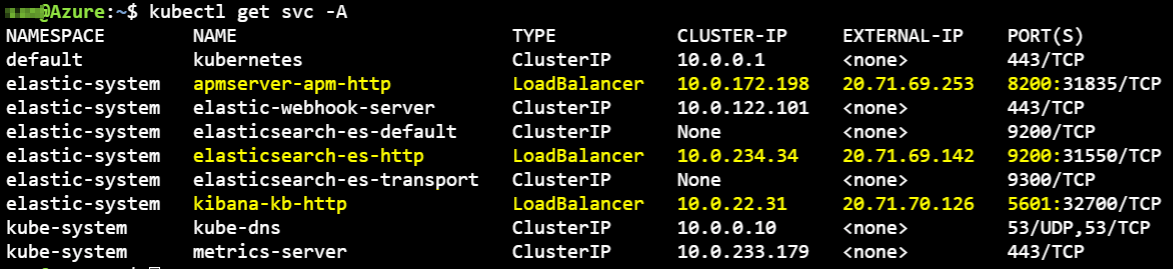 @Azure:~$ kubectl get svc -A
NAMESPACE NAME TYPE CLUSTER-IP EXTERNAL-IP PORT(S)
default kubernetes ClusterIP 10.0.0.1 <none> 443/TCP
elastic-system apmserver-apm-http LoadBalancer 10.0.172.198 20.71.69.253 8200:31835/TCP
elastic-system elastic-webhook-server ClusterIP 10.0.122.101 <none> 443/TCP
elastic-system elasticsearch-es-default ClusterIP None <none> 9200/TCP
elastic-system elasticsearch-es-http LoadBalancer 10.0.234.34 20.71.69.142 9200:31550/TCP
elastic-system elasticsearch-es-transport ClusterIP None <none> 9300/TCP
elastic-system kibana-kb-http LoadBalancer 10.0.22.31 20.71.70.126 5601:32700/TCP
kube-system kube-dns ClusterIP 10.0.0.10 <none> 53/UDP,53/TCP
kube-system metrics-server ClusterIP 10.0.233.179 <none> 443/TCP